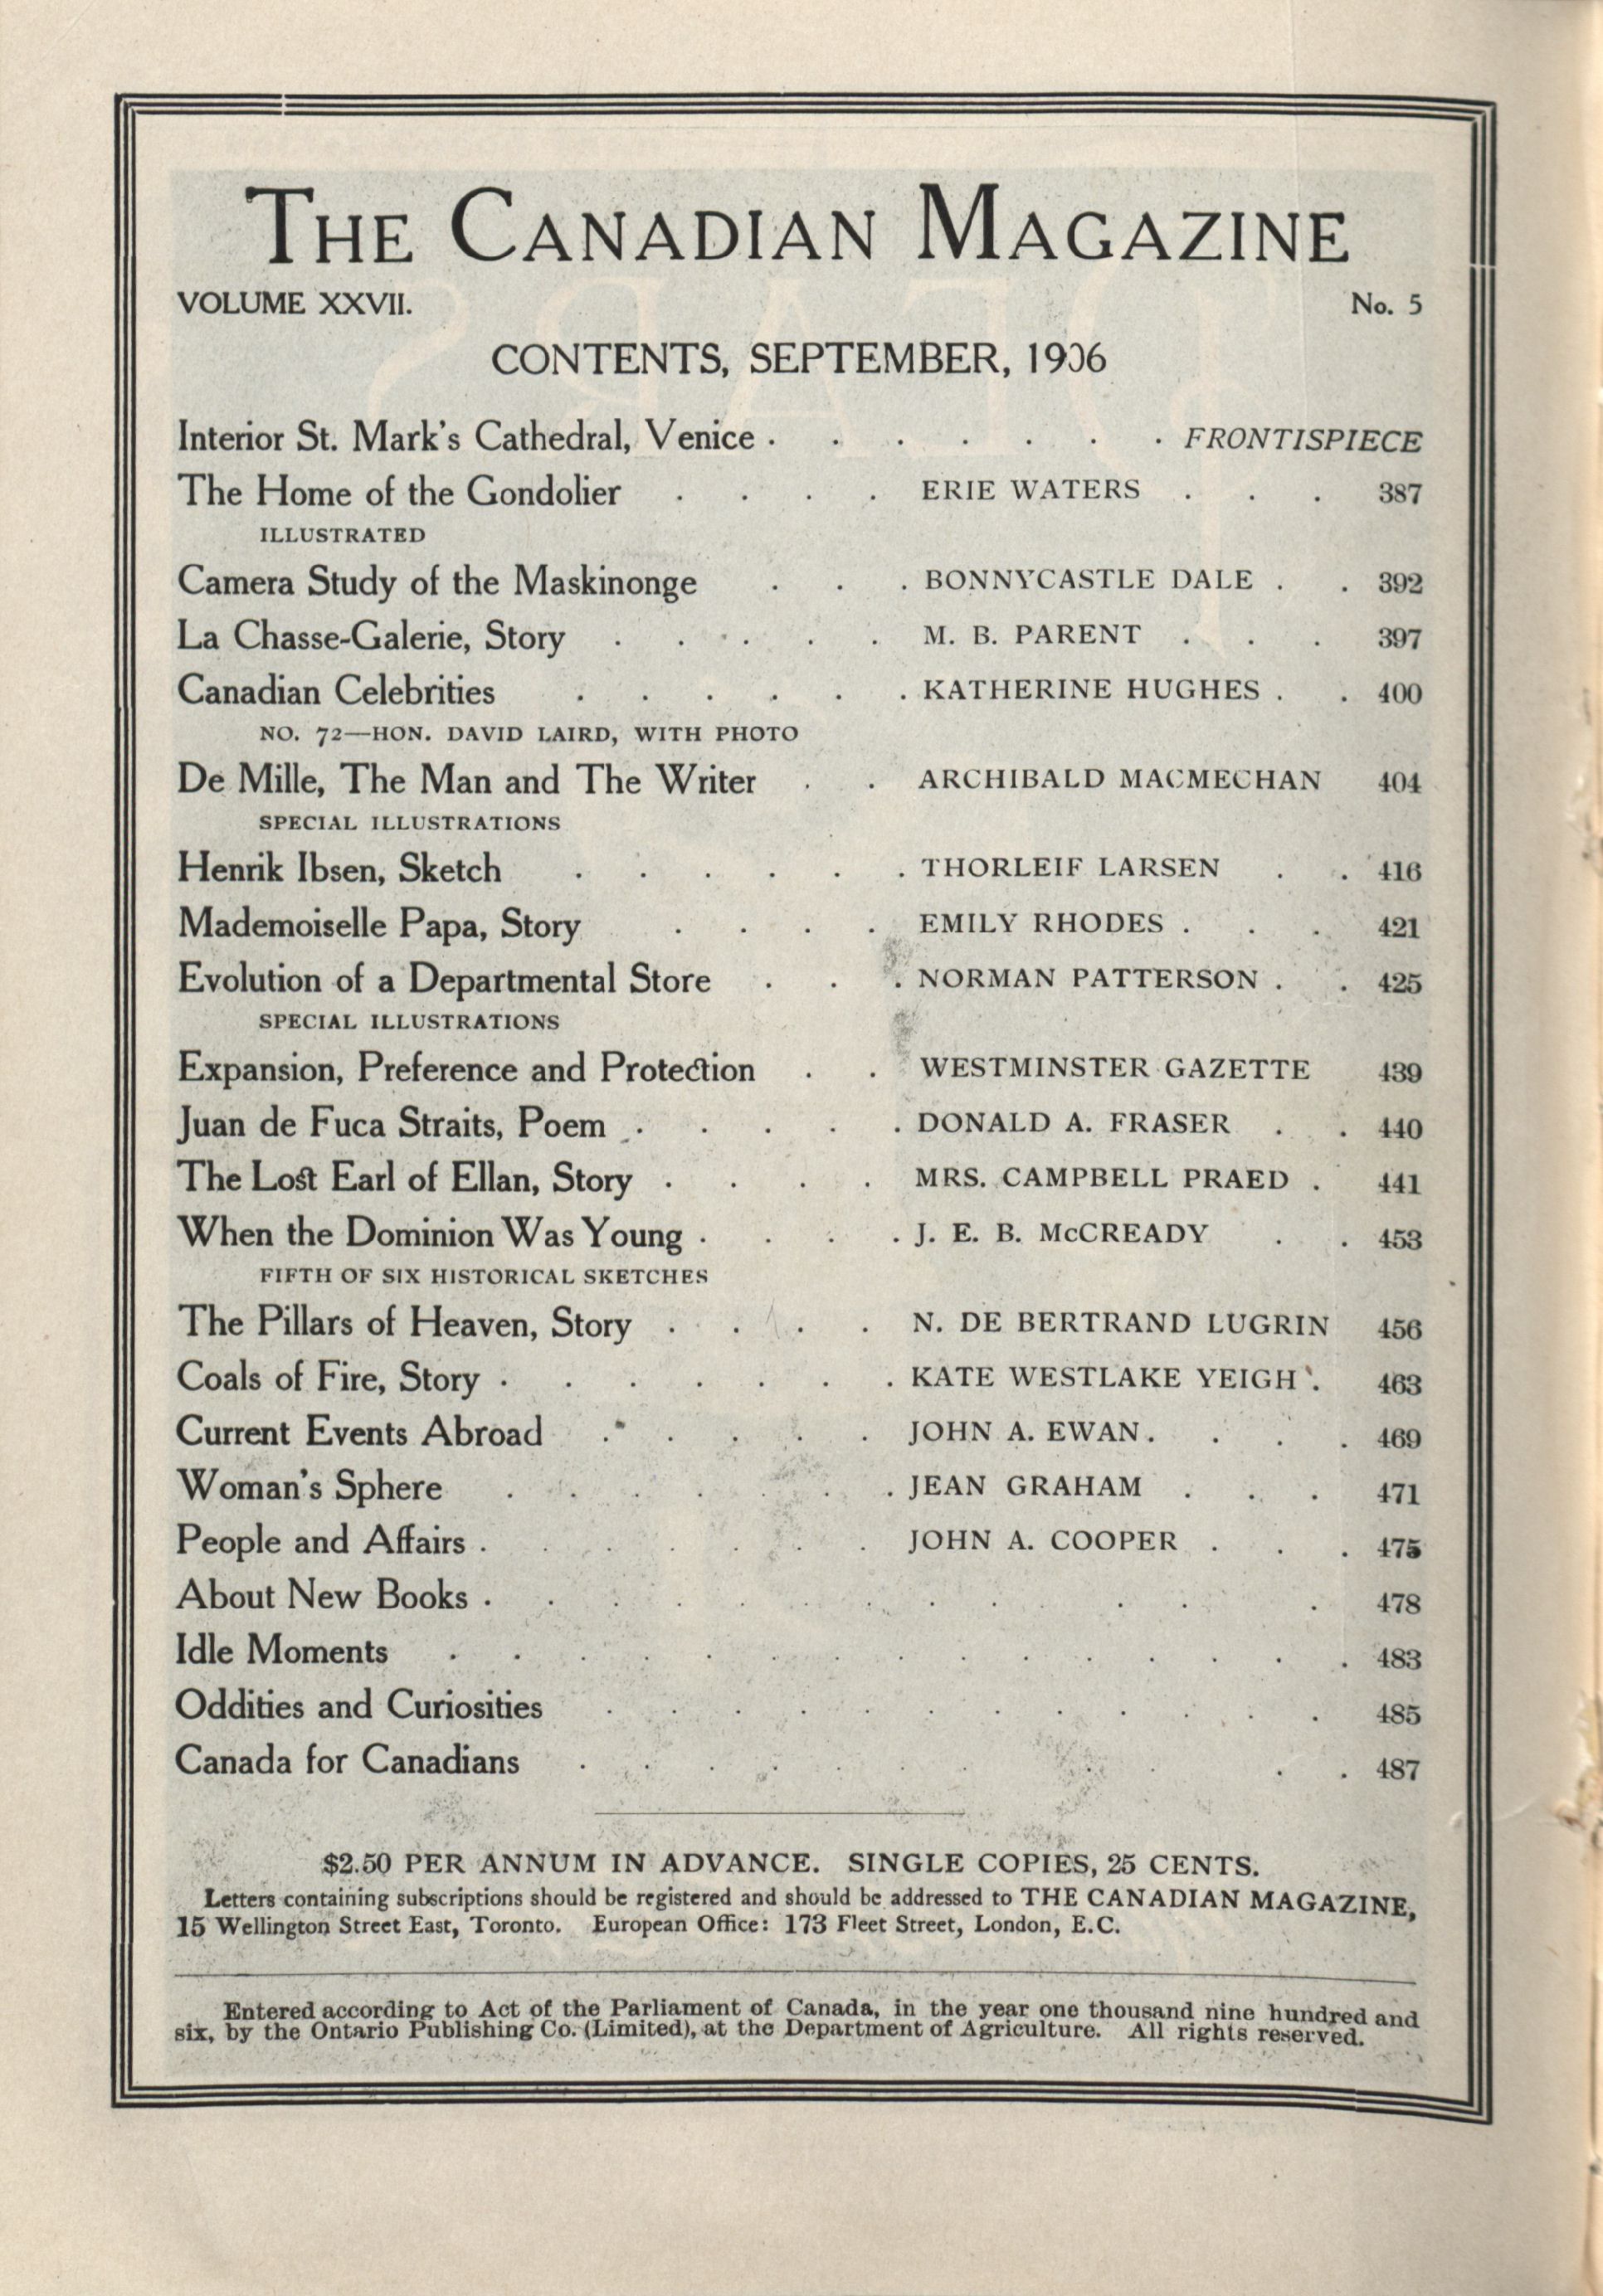 THE CANADIAN MAGAZINE
VOLUME XXVII. No. 5
CONTENTS, SEPTEMBER, 1906
Interior St. Mark's Cathedral, Venice . . . . . . . FRONTISPIECE
The Home of the Gondolier . . . . ERIE WATERS . . . 387
ILLUSTRATED
Camera Study of the Maskinonge . . . BONNYCASTLE DALE . . 392
La Chasse-Galerie, Story . . . . . M. B. PARENT . . . 397
Canadian Celebrities . . . . . . KATHERINE HUGHES . . 400
NO. 72—HON. DAVID LAIRD, WITH PHOTO
De Mille, The Man and The Writer . . ARCHIBALD MACMECHAN 404
SPECIAL ILLUSTRATIONS
Henrik Ibsen, Sketch . . . . . . THORLEIF LARSEN . . 416
Mademoiselle Papa, Story . . . . EMILY RHODES . . . 421
Evolution of a Departmental Store . . . NORMAN PATTERSON . . 425
SPECIAL ILLUSTRATIONS
Expansion, Preference and Protection . . WESTMINSTER GAZETTE 439
Juan de Fuca Straits, Poem . . . . . DONALD A. FRASER . . 440
The Lost Earl of Ellan, Story . . . . MRS. CAMPBELL PRAED . 441
When the Dominion Was Young . . . . J. E. B. McCREADY . . 453
FIFTH OF SIX HISTORICAL SKETCHES
The Pillars of Heaven, Story . . . . N. DE BERTRAND LUGRIN 456
Coals of Fire, Story . . . . . . . KATE WESTLAKE YEIGH . 463
Current Events Abroad . . . . . JOHN A. EWAN . . . . 469
Woman's Sphere . . . . . . . JEAN GRAHAM . . . 471
People and Affairs . . . . . . . JOHN A. COOPER . . . 475
About New Books . . . . . . . . . . . . 478
Idle Moments . . . . . . . . . . . . . . . 483
Oddities and Curiosities . . . . . . . . . . . . 485
Canada for Canadians . . . . . . . . . . . 487
$2.50 PER ANNUM IN ADVANCE. SINGLE COPIES, 25 CENTS.
Letters containing subscriptions should be registered and should be addressed to THE CANADIAN MAGAZINE,
15 Wellington Street East, Toronto. European Office: 173 Fleet Street, London, E.C.
Entered according to Act of the Parliament of Canada, in the year one thousand nine hundred and
six, by the Ontario Publishing Co. (Limited), at the Department of Agriculture. All rights reserved.